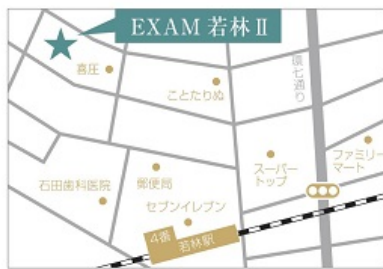 EXAM 若林Ⅱ
喜圧
ことたりぬ
環七通り
ファミリー
マート
スーパー
トップ
郵便局
石田歯科医院
セブンイレブン
4番
若林駅